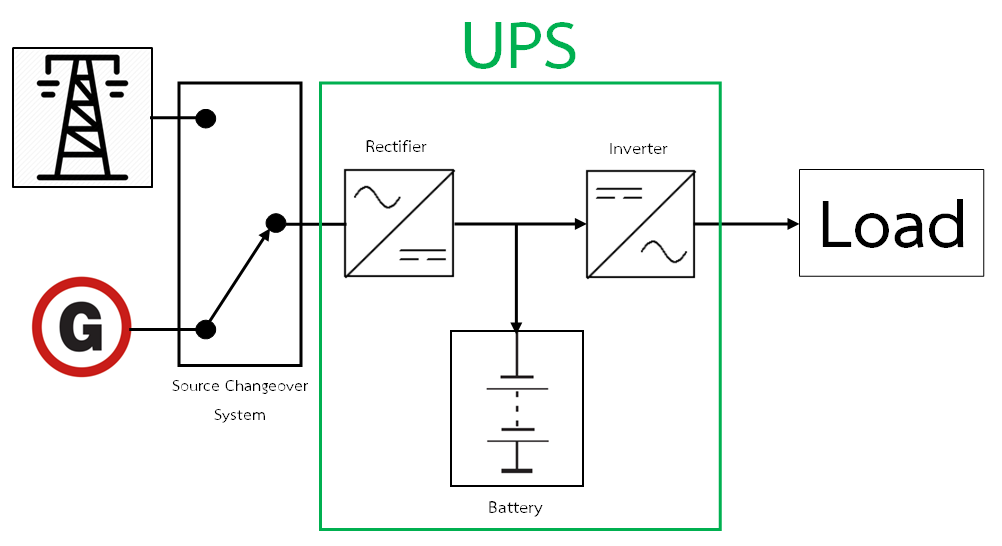 UPS
Rectifier
Inverter
Load
G
Source Changeover
System
Battery